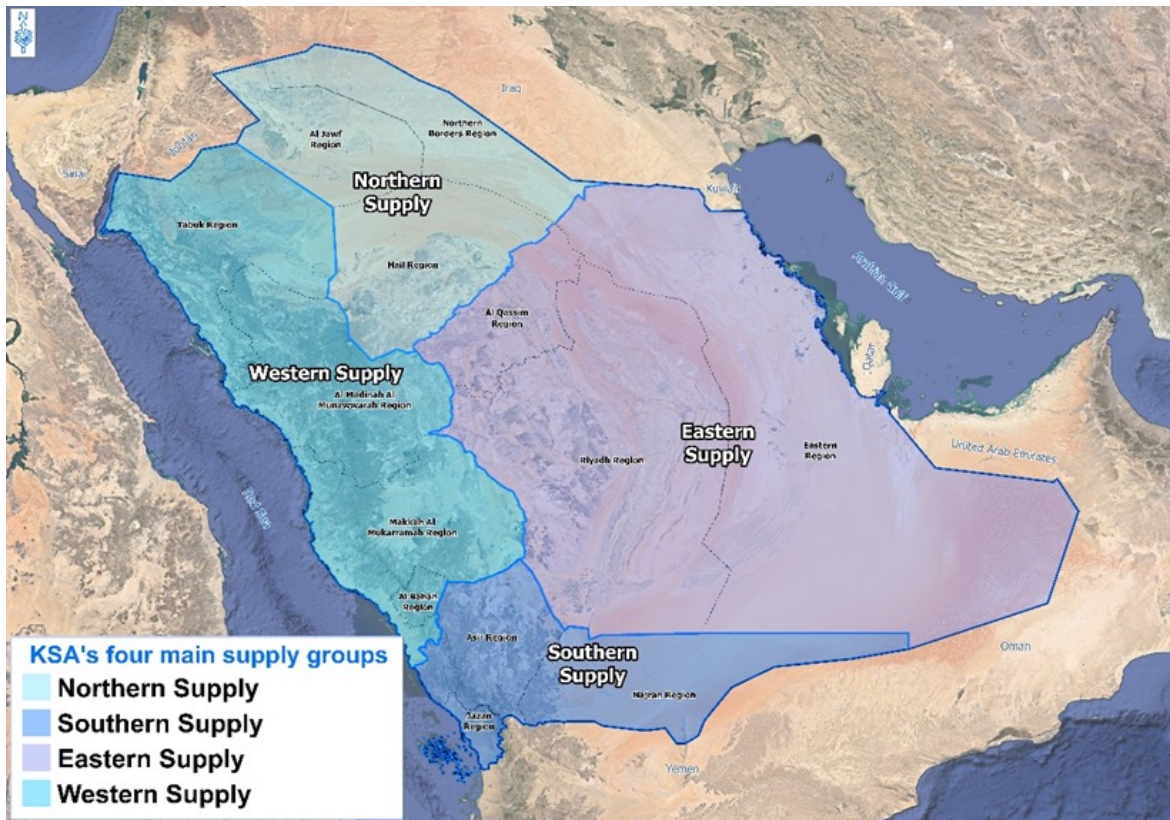 N
Iraq
Jordan
Sinai
Al Jawf
Region
Northern
Borders Region
Northern
Supply
Kuwait
Tabuk Region
Hail Region
Arabian Gulf
Al Qassim
Region
Qatar
Western Supply
Al Madinah Al
Munawwarah Region
Eastern
Supply
Riyadh Region
Eastern
Region
United Arab Emirates
Red Sea
Makkah Al
Mukarramah Region
Al Bahah
Region
Asir Region
Southern
Supply
Oman
Najran Region
Jazan
Region
Yemen
KSA's four main supply groups
Northern Supply
Southern Supply
Eastern Supply
Western Supply